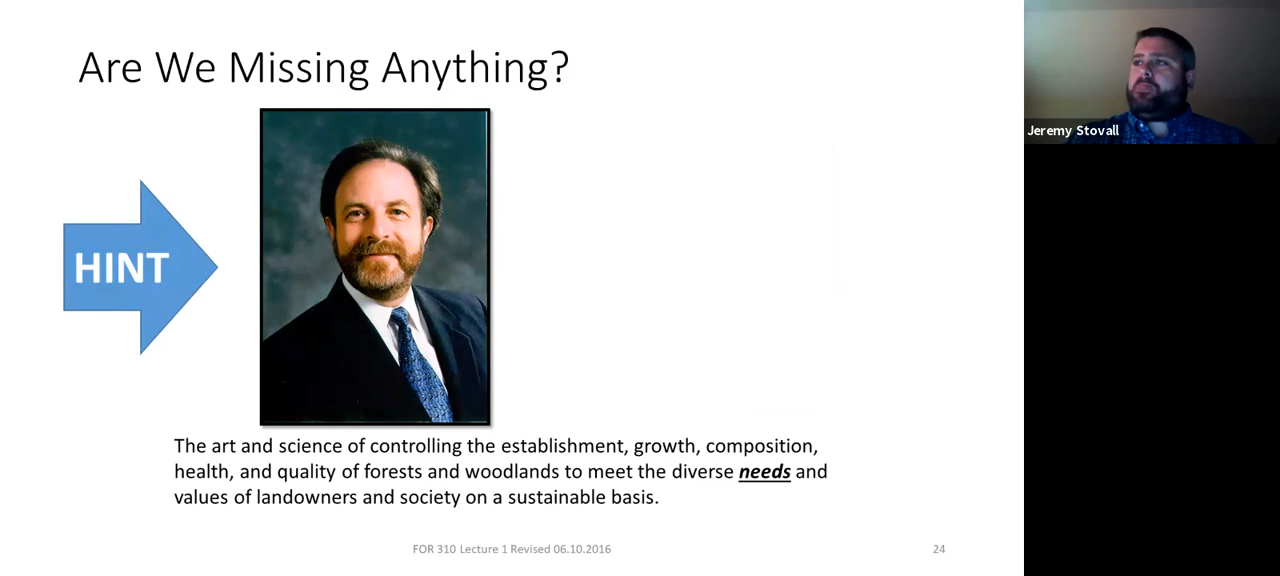 Are We Missing Anything?
Jeremy Stovall
HINT
The art and science of controlling the establishment, growth, composition,
health, and quality of forests and woodlands to meet the diverse needs and
values of landowners and society on a sustainable basis.
FOR 310 Lecture 1 Revised 06.10.2016
24